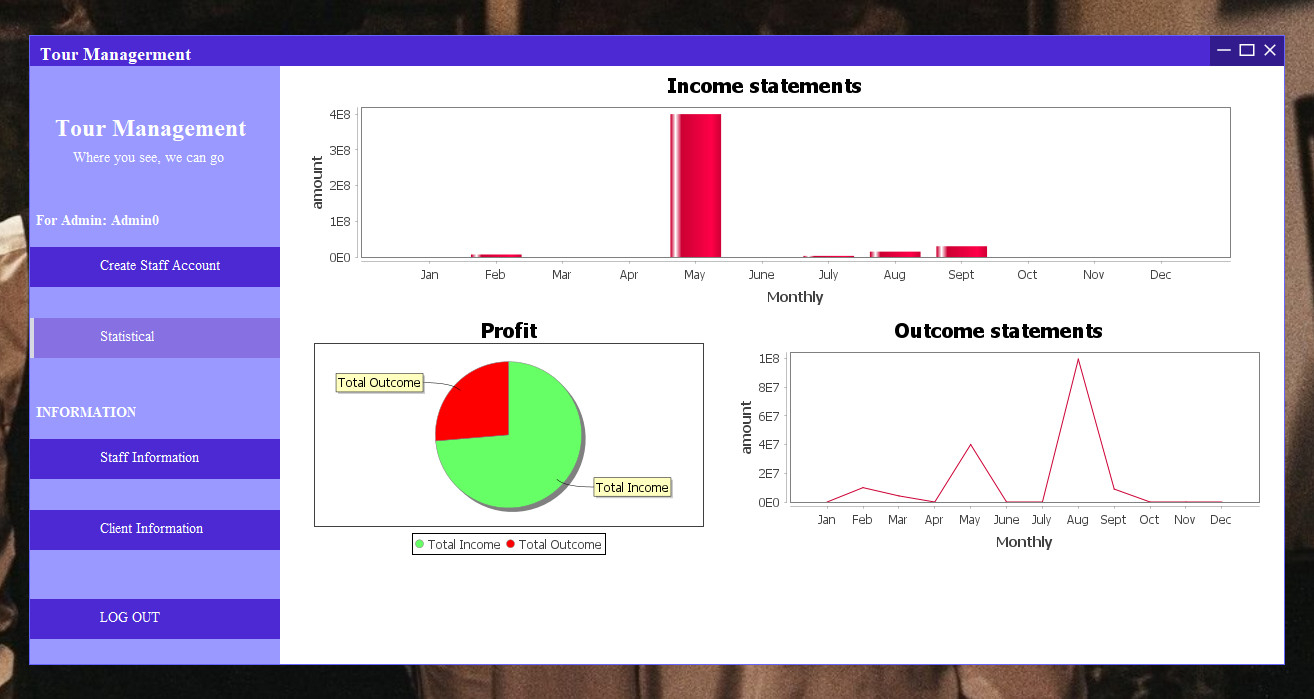 Tour Managerment
Tour Management
Where you see, we can go
For Admin: Admin0
Create Staff Account
Statistical
INFORMATION
Staff Information
Client Information
LOG OUT
Income statements
amount
4E8
3E8
2E8
1E8
0E0
Jan Feb Mar Apr May June July Aug Sept Oct Nov Dec
Monthly
Profit
Total Outcome
Total Income
Total Income Total Outcome
Outcome statements
amount
1E8
8E7
6E7
4E7
2E7
0E0
Jan Feb Mar Apr May June July Aug Sept Oct Nov Dec
Monthly